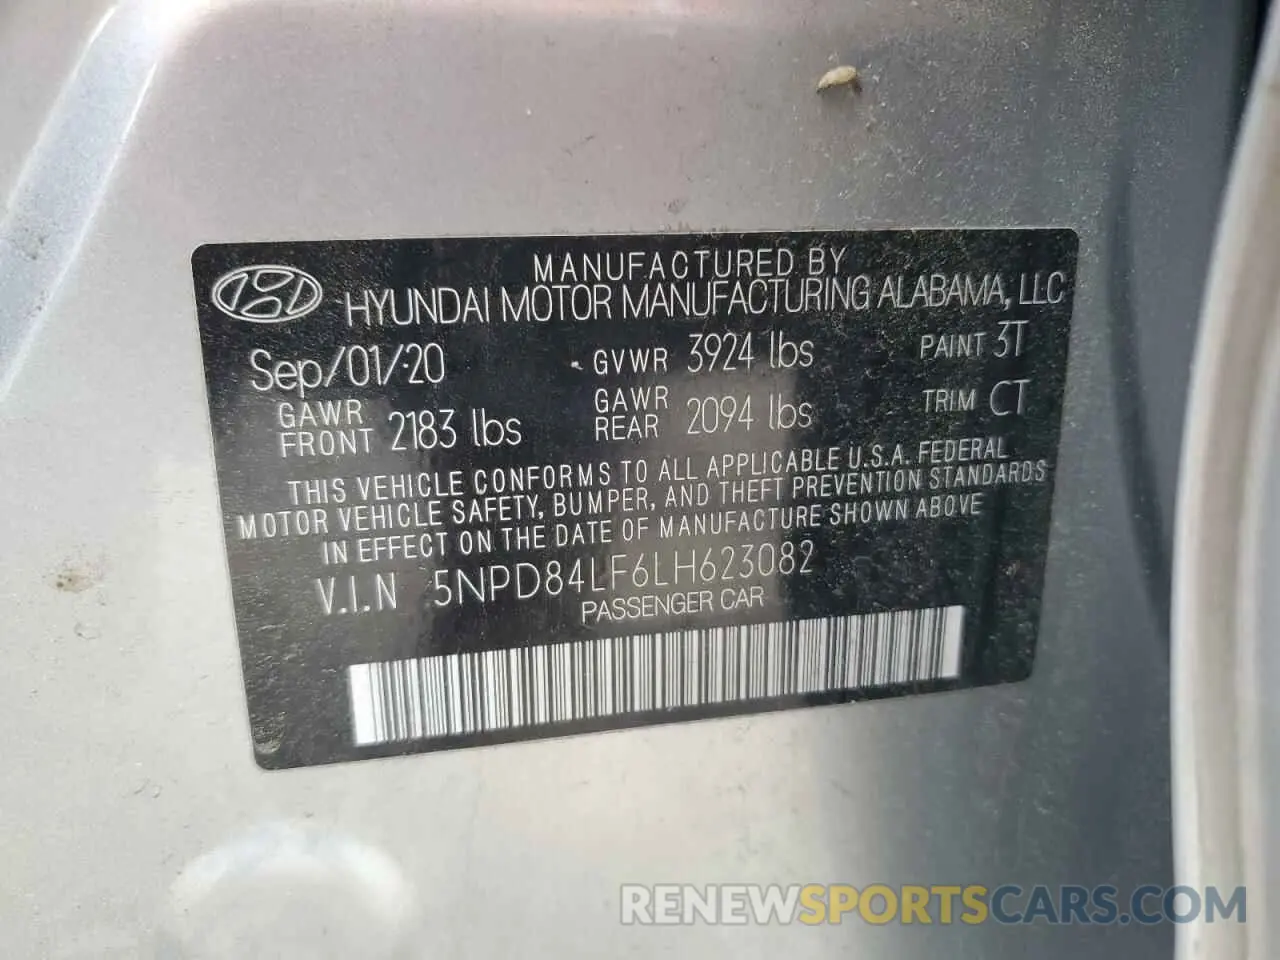 MANUFACTURED BY
HYUNDAI MOTOR MANUFACTURING ALABAMA, LLC
Sep/01/20 GVWR 3924 lbs PAINT 3T
GAWR FRONT 2183 lbs GAWR REAR 2094 lbs TRIM CT
THIS VEHICLE CONFORMS TO ALL APPLICABLE U.S.A. FEDERAL
MOTOR VEHICLE SAFETY, BUMPER, AND THEFT PREVENTION STANDARDS
IN EFFECT ON THE DATE OF MANUFACTURE SHOWN ABOVE
V.I.N 5NPD84LF6LH623082
PASSENGER CAR
RENEWSPORTSCARS.COM